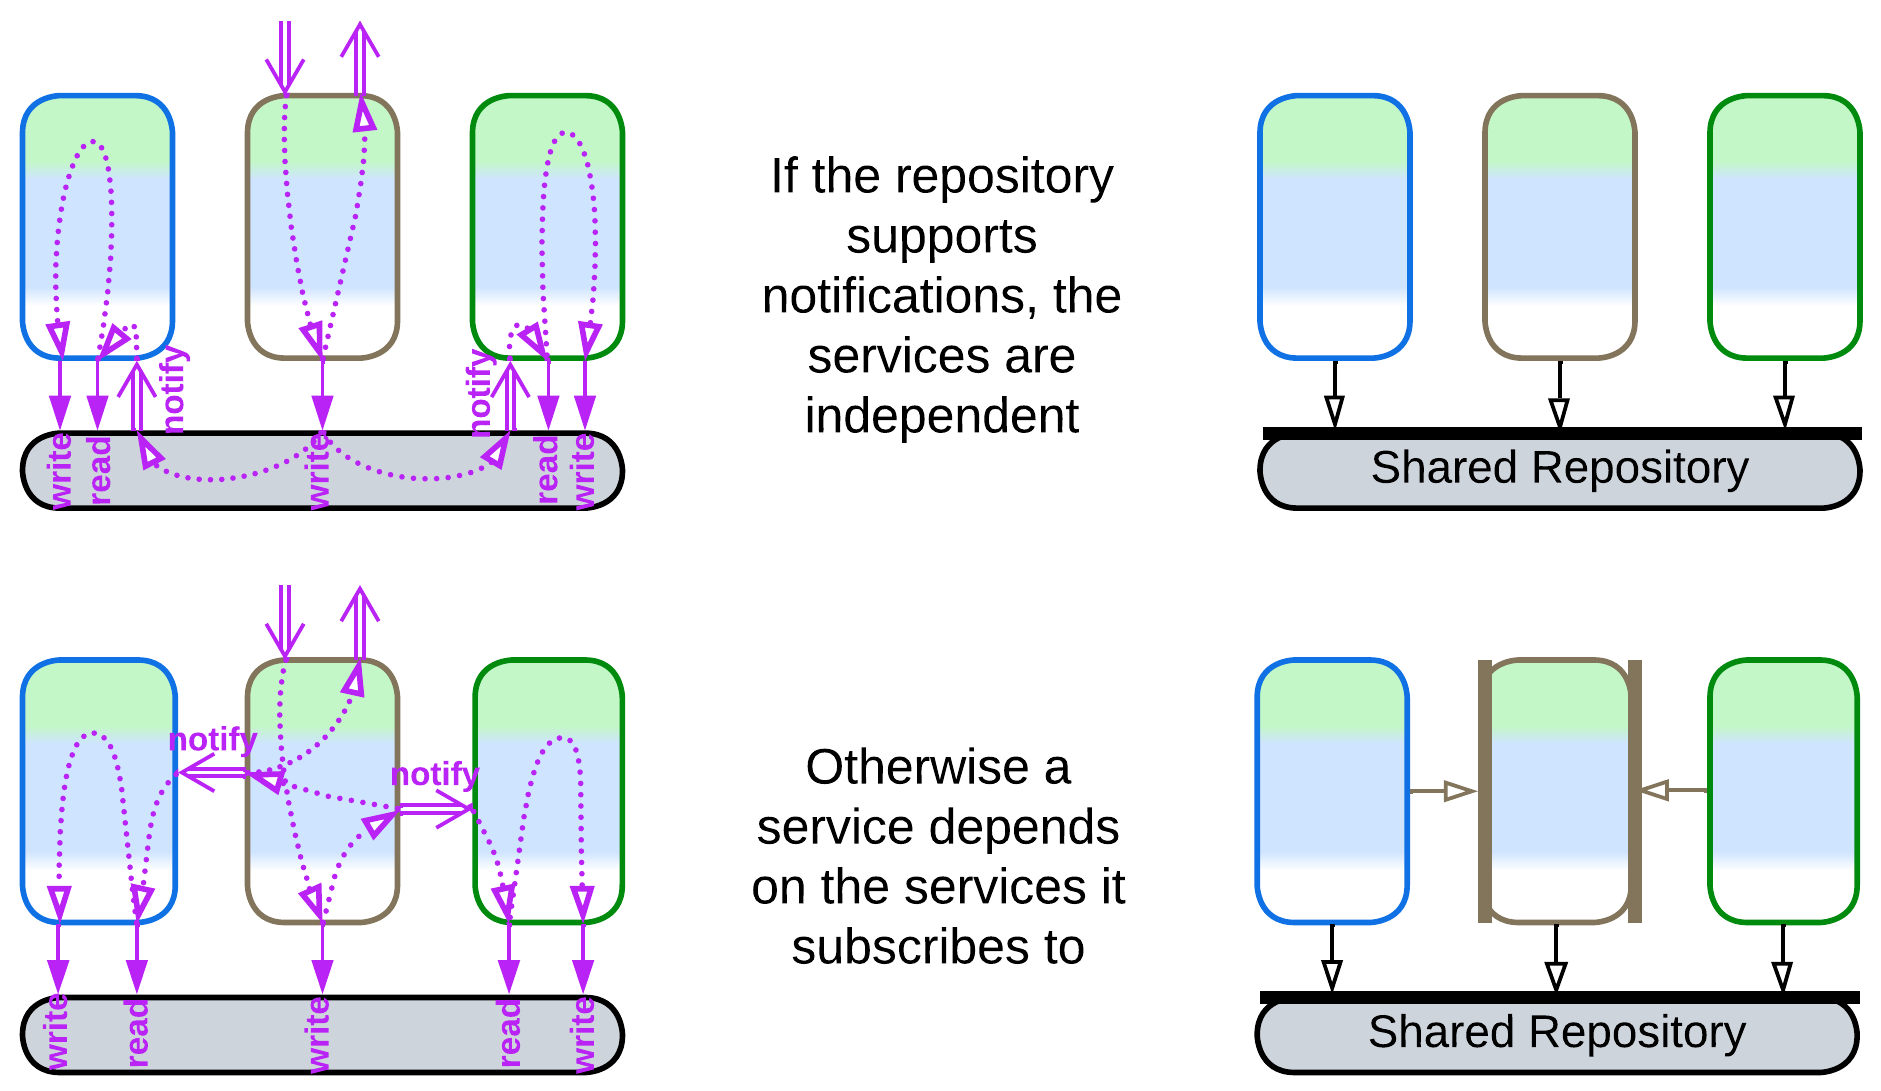 notify
notify
write
read
write
read
write
If the repository
supports
notifications, the
services are
independent
Shared Repository
notify
notify
write
read
write
read
write
Otherwise a
service depends
on the services it
subscribes to
Shared Repository